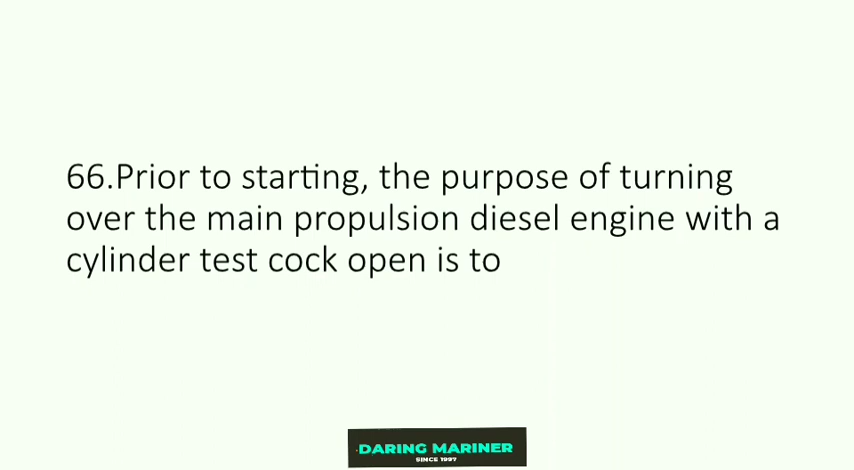 66.Prior to starting, the purpose of turning
over the main propulsion diesel engine with a
cylinder test cock open is to
DARING MARINER
SINCE 1997